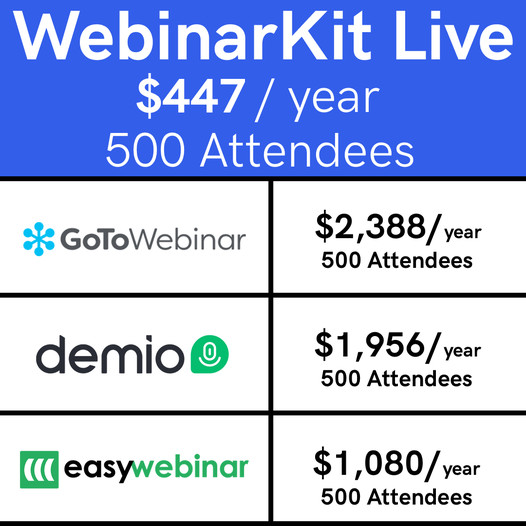 WebinarKit Live
$447 / year
500 Attendees
GoToWebinar
$2,388/year
500 Attendees
demio
$1,956/year
500 Attendees
easywebinar
$1,080/year
500 Attendees